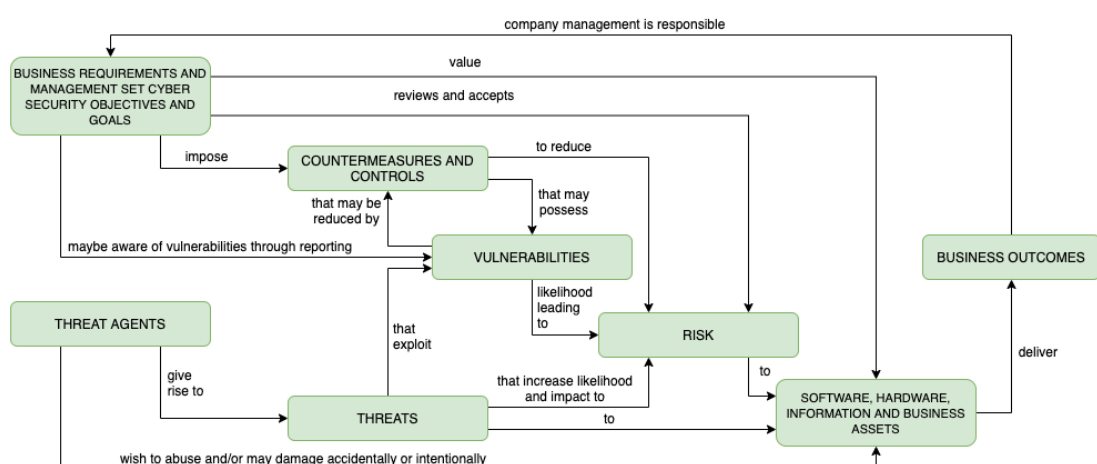 company management is responsible
BUSINESS REQUIREMENTS AND
MANAGEMENT SET CYBER
SECURITY OBJECTIVES AND
GOALS
value
reviews and accepts
impose
COUNTERMEASURES AND
CONTROLS
to reduce
that may be
reduced by
that may
possess
maybe aware of vulnerabilities through reporting
VULNERABILITIES
BUSINESS OUTCOMES
likelihood
leading
to
THREAT AGENTS
that
exploit
RISK
deliver
give
rise to
that increase likelihood
and impact to
to
THREATS
to
SOFTWARE, HARDWARE,
INFORMATION AND BUSINESS
ASSETS
wish to abuse and/or may damage accidentally or intentionally